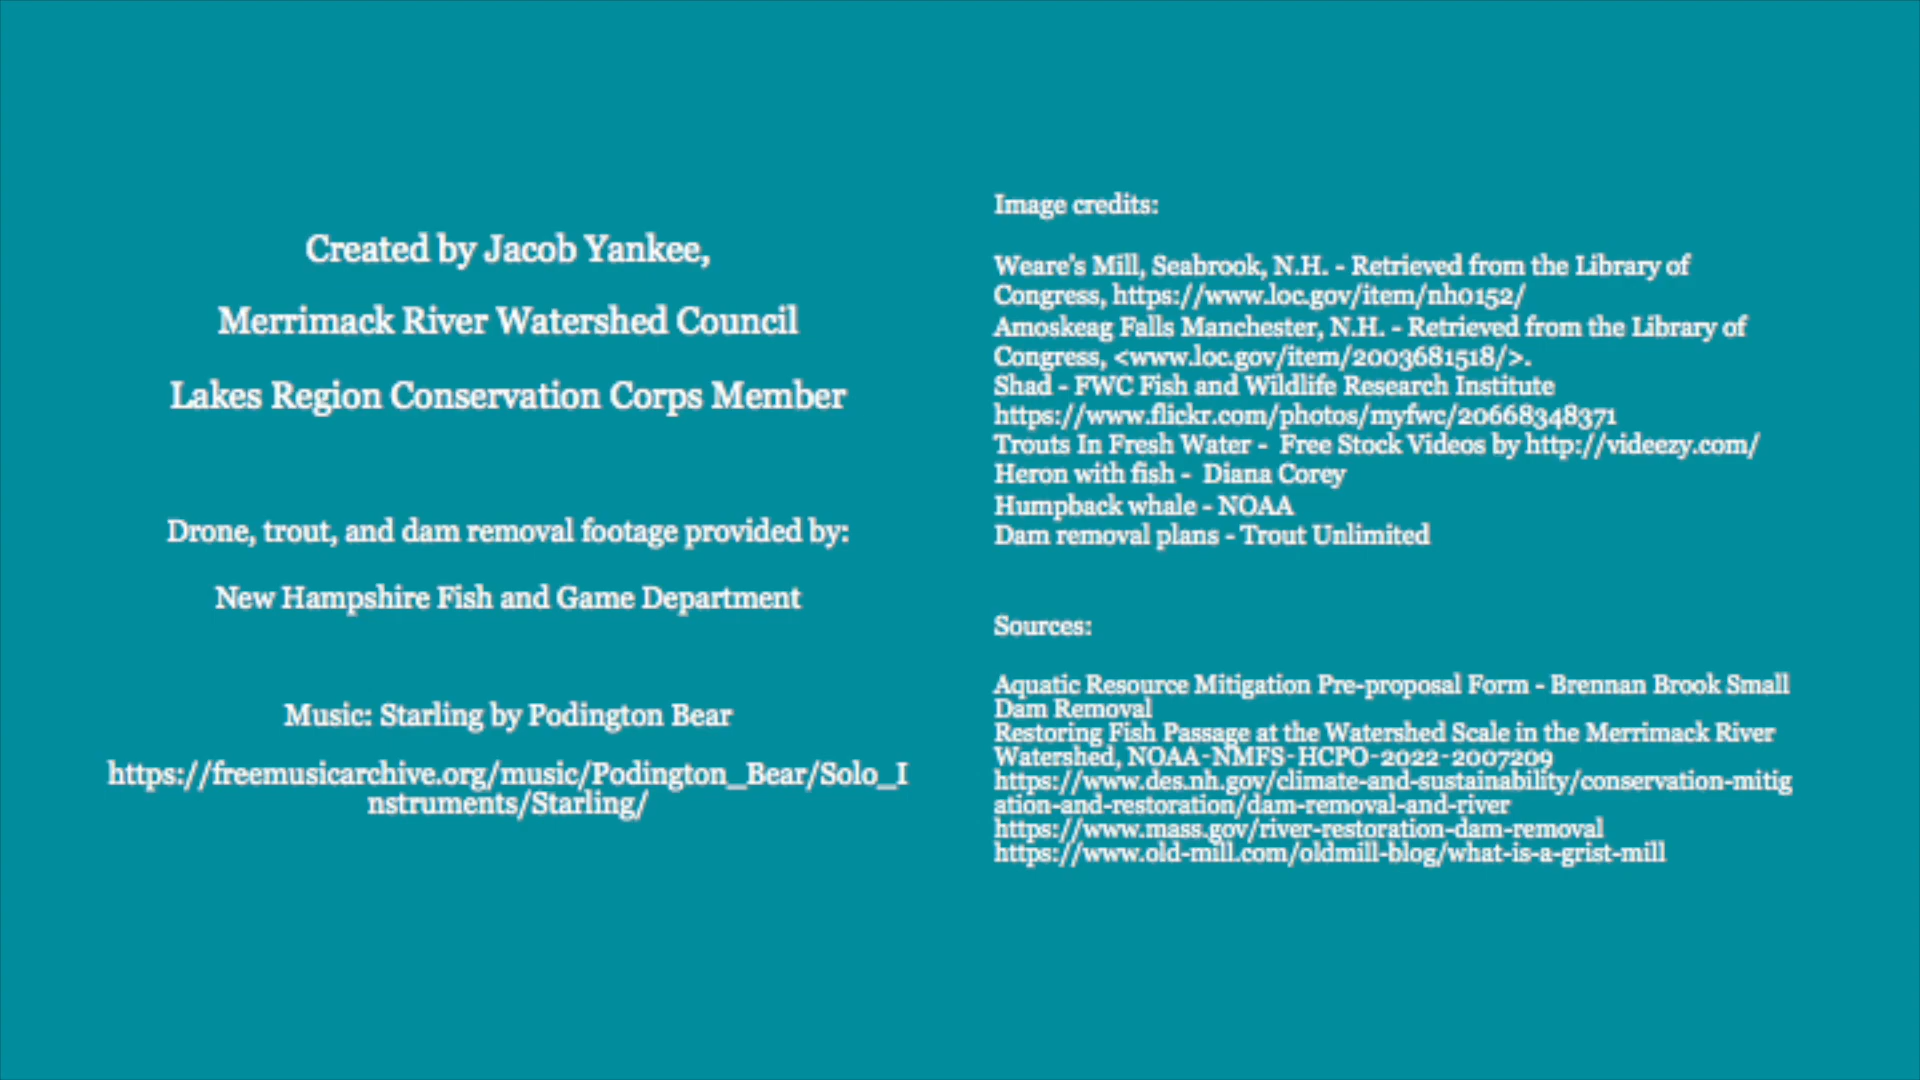 Created by Jacob Yankee,
Merrimack River Watershed Council
Lakes Region Conservation Corps Member
Drone, trout, and dam removal footage provided by:
New Hampshire Fish and Game Department
Music: Starling by Podington Bear
https://freemusicarchive.org/music/Podington_Bear/Solo_I
nstruments/Starling/
Image credits:
Weare's Mill, Seabrook, N.H. - Retrieved from the Library of
Congress, https://www.loc.gov/item/nh0152/
Amoskeag Falls Manchester, N.H. - Retrieved from the Library of
Congress, <www.loc.gov/item/2003681518/>.
Shad - FWC Fish and Wildlife Research Institute
https://www.flickr.com/photos/myfwc/20668348371
Trouts In Fresh Water -  Free Stock Videos by http://videezy.com/
Heron with fish -  Diana Corey
Humpback whale - NOAA
Dam removal plans - Trout Unlimited
Sources:
Aquatic Resource Mitigation Pre-proposal Form - Brennan Brook Small
Dam Removal
Restoring Fish Passage at the Watershed Scale in the Merrimack River
Watershed, NOAA-NMFS-HCPO-2022-2007209
https://www.des.nh.gov/climate-and-sustainability/conservation-mitig
ation-and-restoration/dam-removal-and-river
https://www.mass.gov/river-restoration-dam-removal
https://www.old-mill.com/oldmill-blog/what-is-a-grist-mill